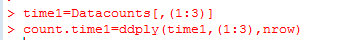 > time1=Datacounts[,(1:3)]
> count.time1=ddply(time1,(1:3),nrow)